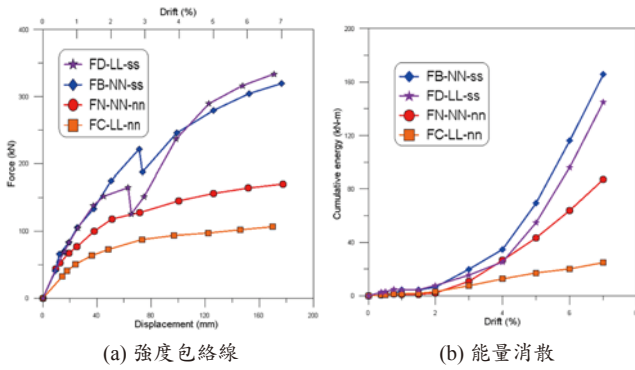 Drift (%)
0 1 2 3 4 5 6 7
400
300
200
100
0
Force (kN)
FD-LL-ss
FB-NN-ss
FN-NN-nn
FC-LL-nn
0 40 80 120 160 200
Displacement (mm)
(a) 強度包絡線
200
160
120
80
40
0
Cumulative energy (kN-m)
FB-NN-ss
FD-LL-ss
FN-NN-nn
FC-LL-nn
0 2 4 6 8
Drift (%)
(b) 能量消散